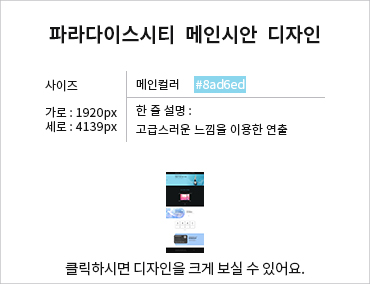 파라다이스시티 메인시안 디자인
사이즈
가로 : 1920px
세로 : 4139px
메인컬러 #8ad6ed
한 줄 설명 :
고급스러운 느낌을 이용한 연출
클릭하시면 디자인을 크게 보실 수 있어요.